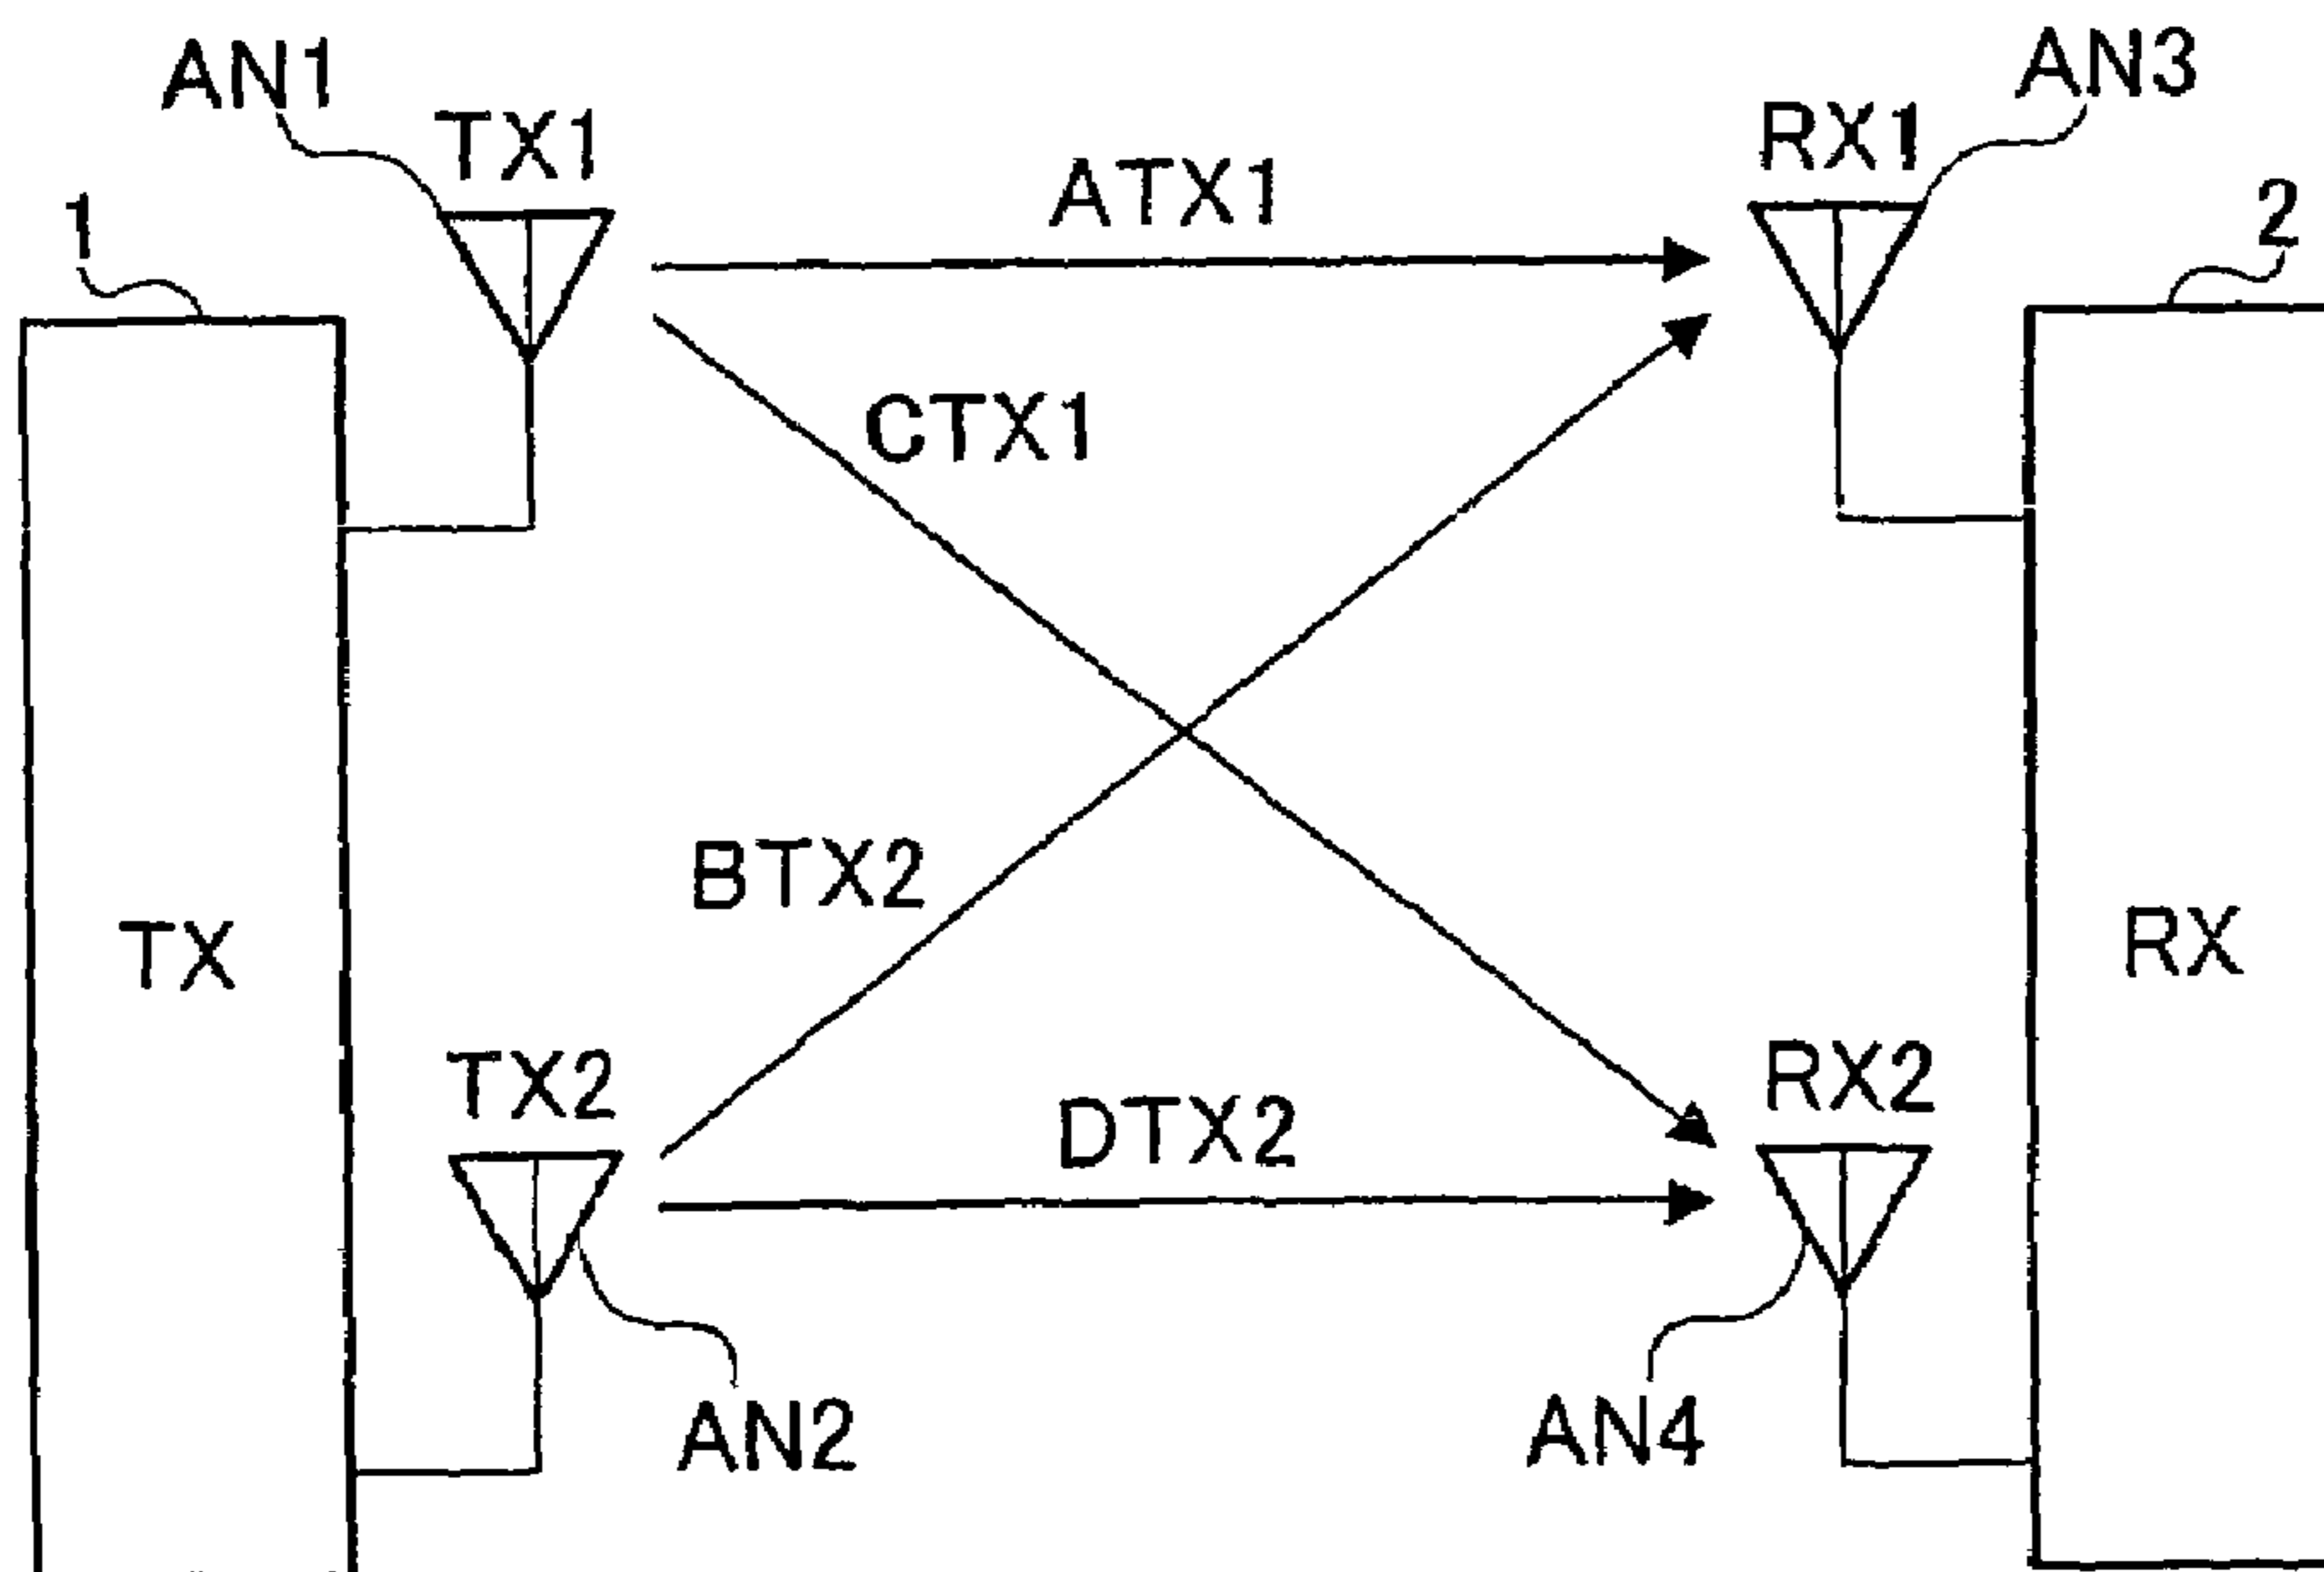 AN1
AN3
TX1
RX1
ATX1
1
2
CTX1
BTX2
TX
RX
TX2
RX2
DTX2
AN2
AN4